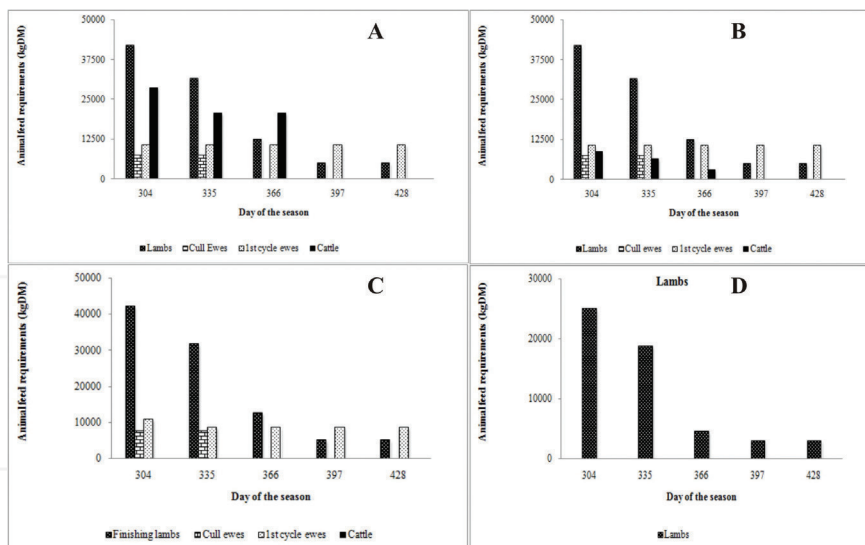 A
Animal feed requirements (kgDM)
50000
37500
25000
12500
0
304 335 366 397 428
Day of the season
Lambs Cull Ewes 1st cycle ewes Cattle
B
Animal feed requirements (kgDM)
50000
37500
25000
12500
0
304 335 366 397 428
Day of the season
Lambs Cull ewes 1st cycle ewes Cattle
C
Animal feed requirements (kgDM)
50000
40000
30000
20000
10000
0
304 335 366 397 428
Day of the season
Finishing lambs Cull ewes 1st cycle ewes Cattle
Lambs D
Animal feed requirements (kgDM)
30000
20000
10000
0
304 335 366 397 428
Day of the season
Lambs